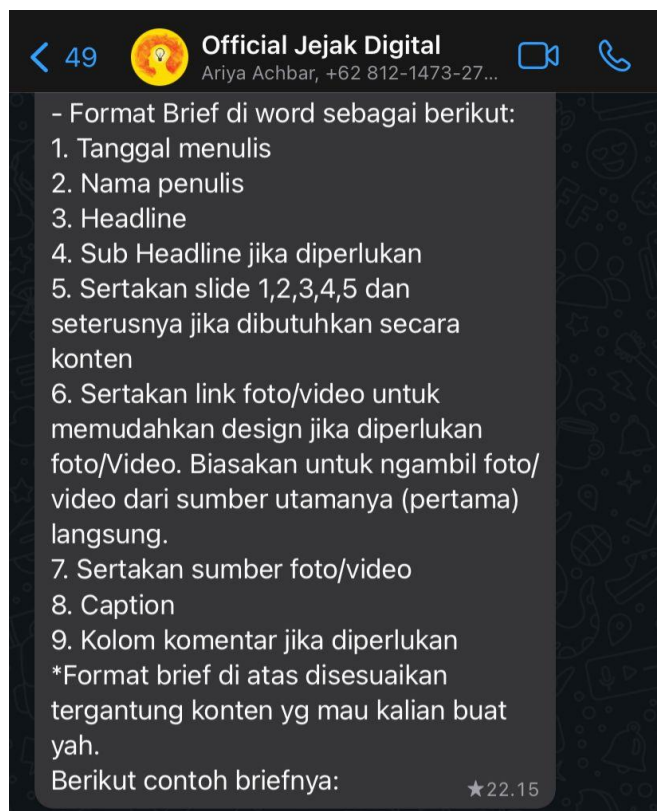 49
Official Jejak Digital
Ariya Achbar, +62 812-1473-27...
- Format Brief di word sebagai berikut:
1. Tanggal menulis
2. Nama penulis
3. Headline
4. Sub Headline jika diperlukan
5. Sertakan slide 1,2,3,4,5 dan
seterusnya jika dibutuhkan secara
konten
6. Sertakan link foto/video untuk
memudahkan design jika diperlukan
foto/Video. Biasakan untuk ngambil foto/
video dari sumber utamanya (pertama)
langsung.
7. Sertakan sumber foto/video
8. Caption
9. Kolom komentar jika diperlukan
*Format brief di atas disesuaikan
tergantung konten yg mau kalian buat
yah.
Berikut contoh briefnya:
★22.15